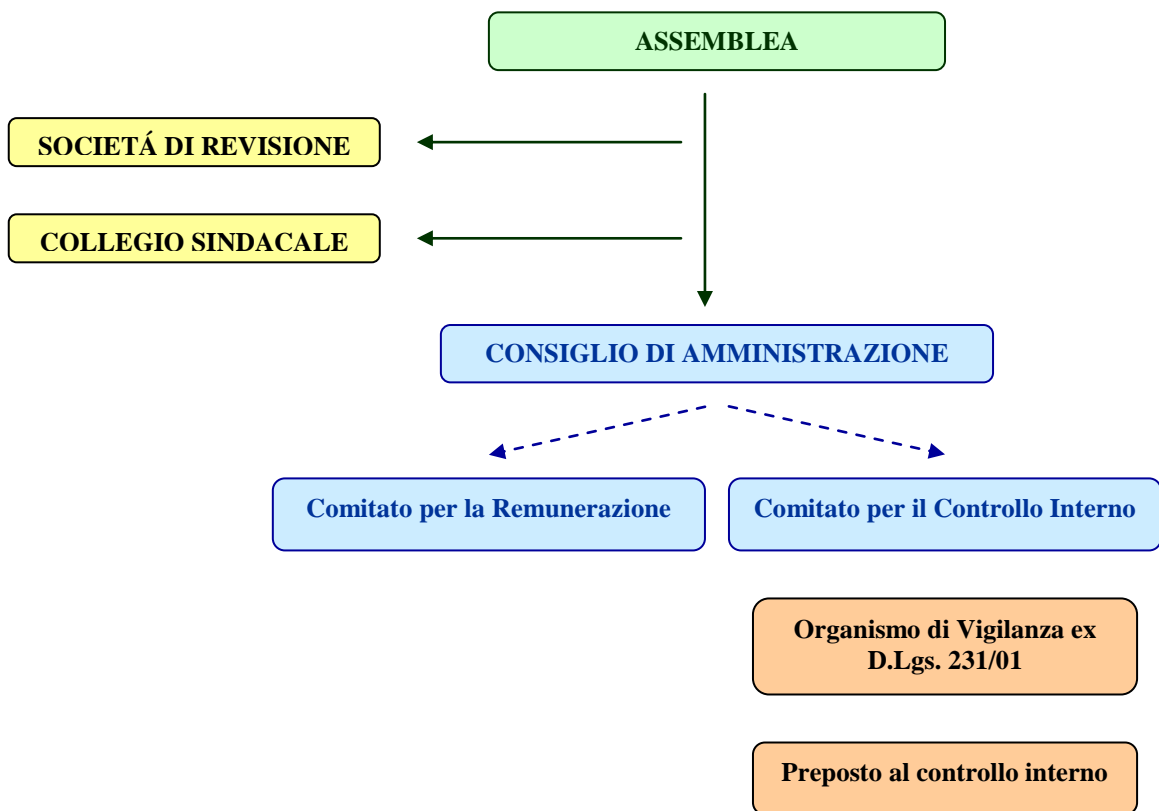 ASSEMBLEA
SOCIETÁ DI REVISIONE
COLLEGIO SINDACALE
CONSIGLIO DI AMMINISTRAZIONE
Comitato per la Remunerazione
Comitato per il Controllo Interno
Organismo di Vigilanza ex
D.Lgs. 231/01
Preposto al controllo interno